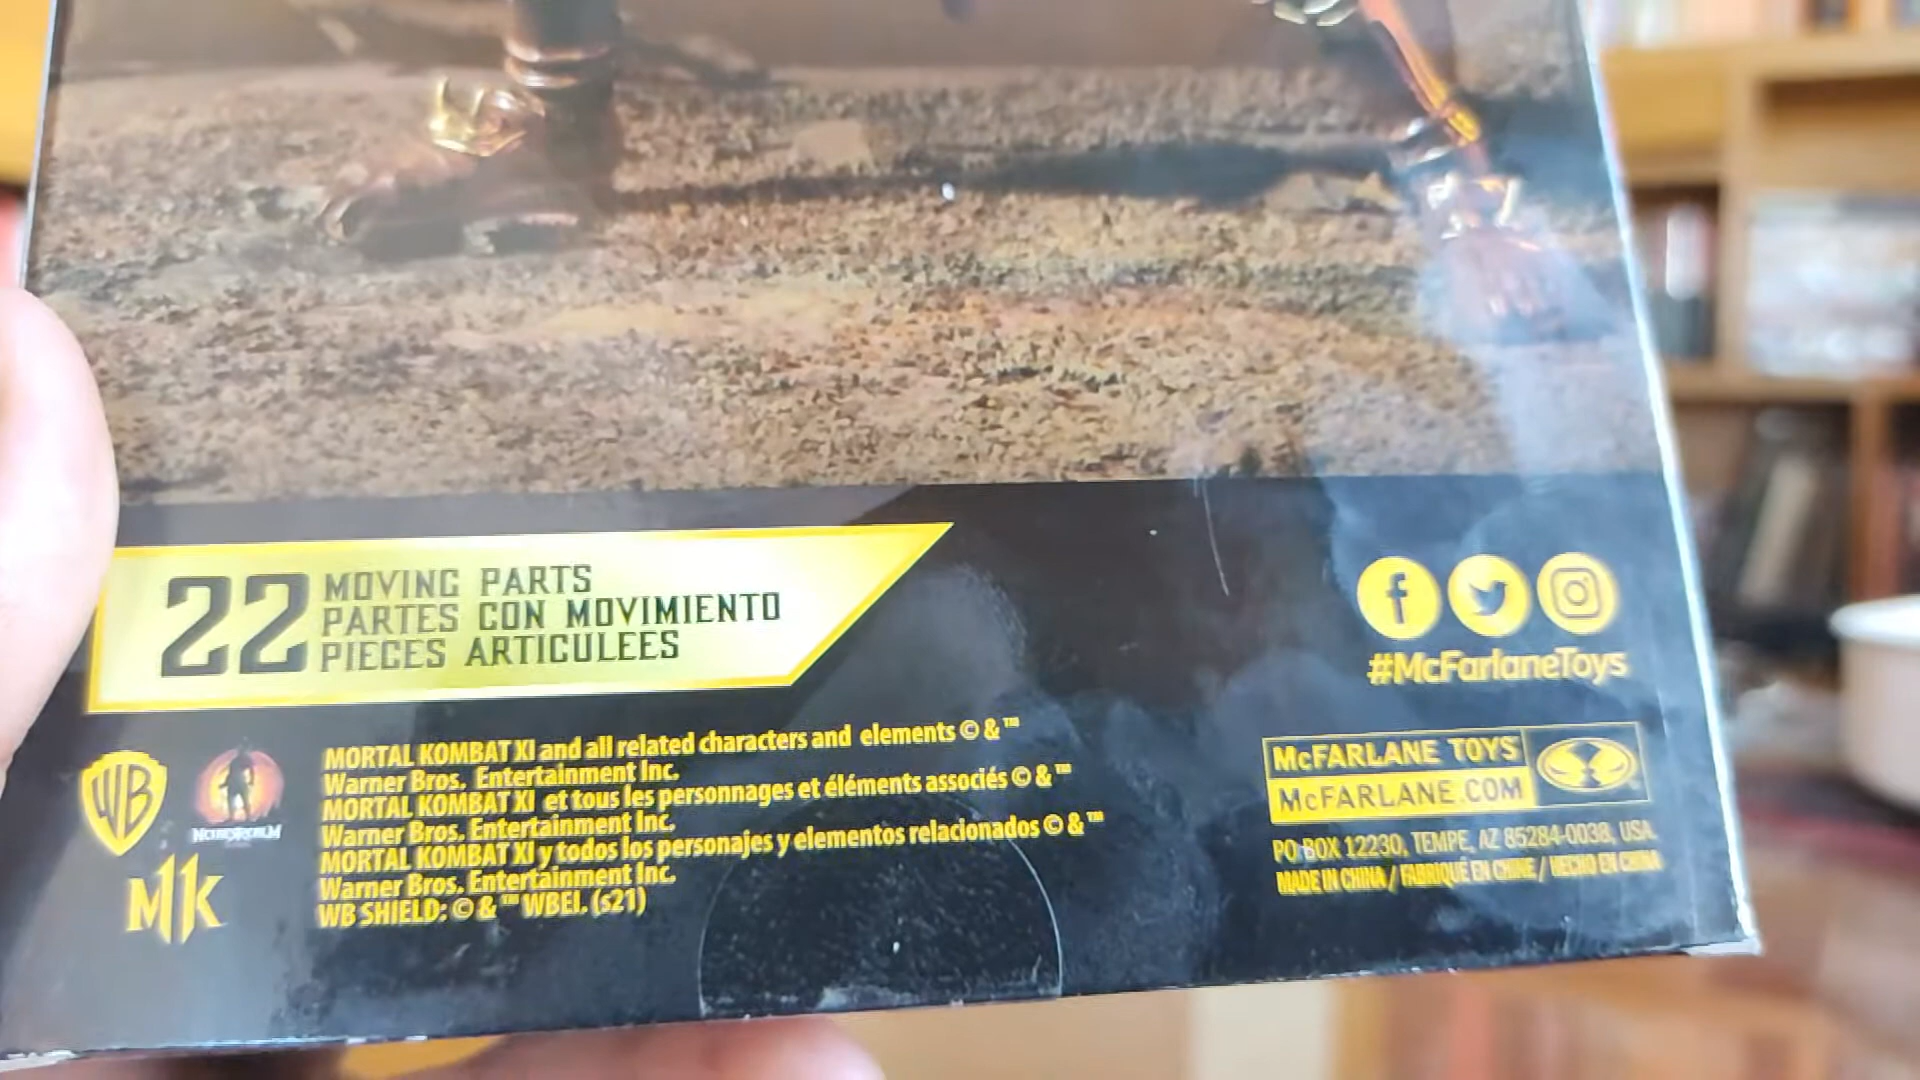 22 MOVING PARTS
PARTES CON MOVIMIENTO
PIECES ARTICULEES
#McFarlaneToys
WB
NETHERREALM
MK
MORTAL KOMBAT XI and all related characters and elements © & ™
Warner Bros. Entertainment Inc.
MORTAL KOMBAT XI et tous les personnages et éléments associés © & ™
Warner Bros. Entertainment Inc.
MORTAL KOMBAT XI y todos los personajes y elementos relacionados © & ™
Warner Bros. Entertainment Inc.
WB SHIELD: © & ™ WBEI. (s21)
McFARLANE TOYS
McFARLANE.COM
PO BOX 12230, TEMPE, AZ 85284-0038, USA.
MADE IN CHINA / FABRIQUÉ EN CHINE / HECHO EN CHINA